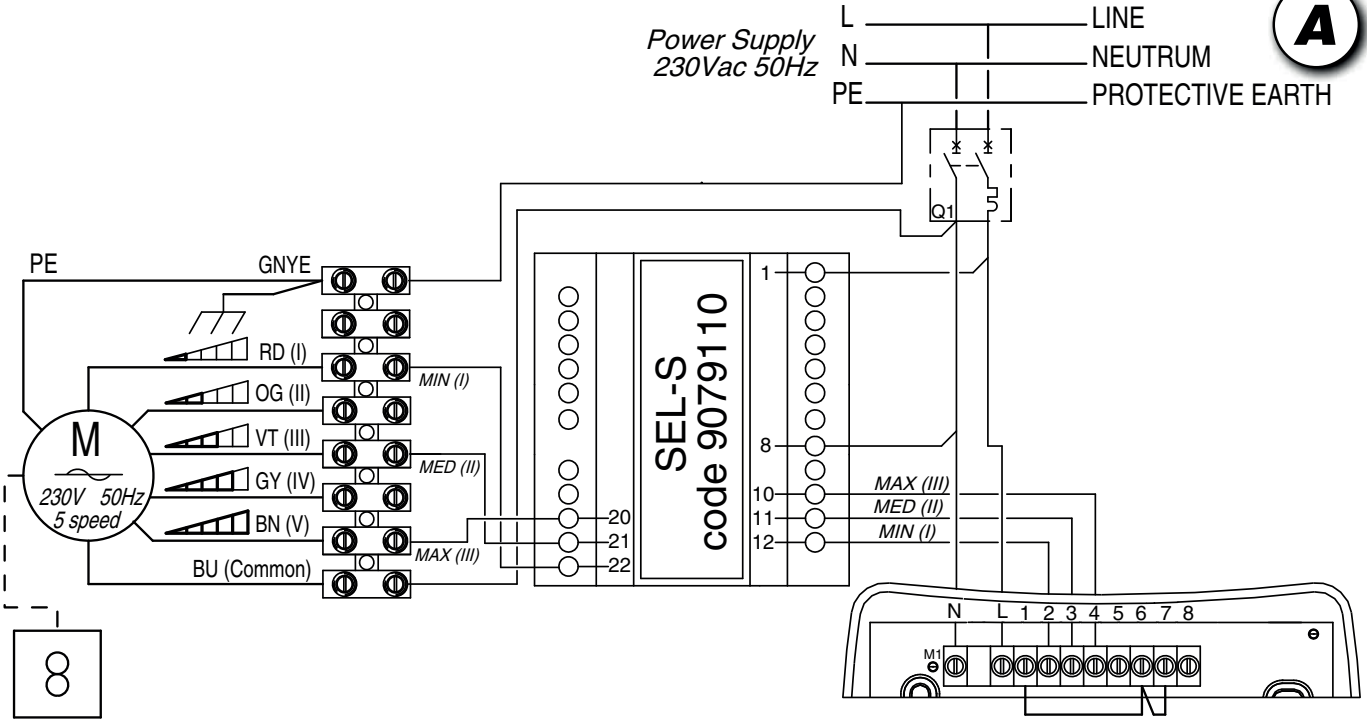 L LINE
Power Supply N NEUTRUM
230Vac 50Hz
PE PROTECTIVE EARTH
A
Q1
PE GNYE
RD (I) MIN (I)
OG (II)
VT (III) MED (II)
GY (IV)
BN (V) MAX (III)
BU (Common)
M
230V 50Hz
5 speed
8
SEL-S
code 9079110
1
8
10 MAX (III)
11 MED (II)
12 MIN (I)
20
21
22
N L 1 2 3 4 5 6 7 8
M1